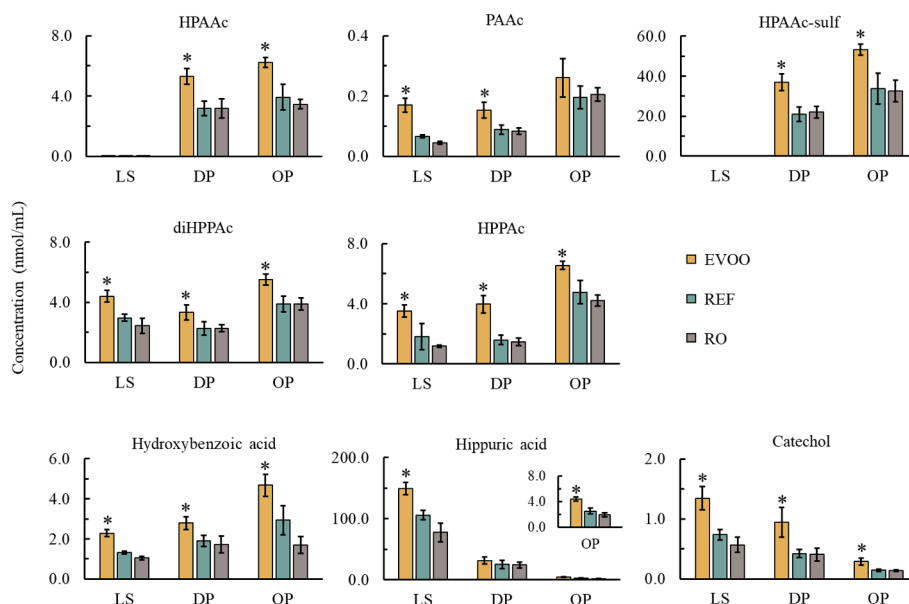 HPAAc
8.0
*
*
4.0
0.0
LS DP OP
PAAc
0.4
*
*
0.2
0.0
LS DP OP
HPAAc-sulf
60.0
*
*
40.0
20.0
0.0
DP OP
Concentration (nmol/mL)
diHPPAc
8.0
*
*
*
4.0
0.0
LS DP OP
HPPAc
8.0
*
*
*
4.0
0.0
LS DP OP
EVOO
REF
RO
Hydroxybenzoic acid
6.0
*
*
*
4.0
2.0
0.0
LS DP OP
Hippuric acid
200.0
*
100.0
0.0
LS DP OP
8.0
*
4.0
0.0
OP
Catechol
2.0
*
*
*
1.0
0.0
LS DP OP